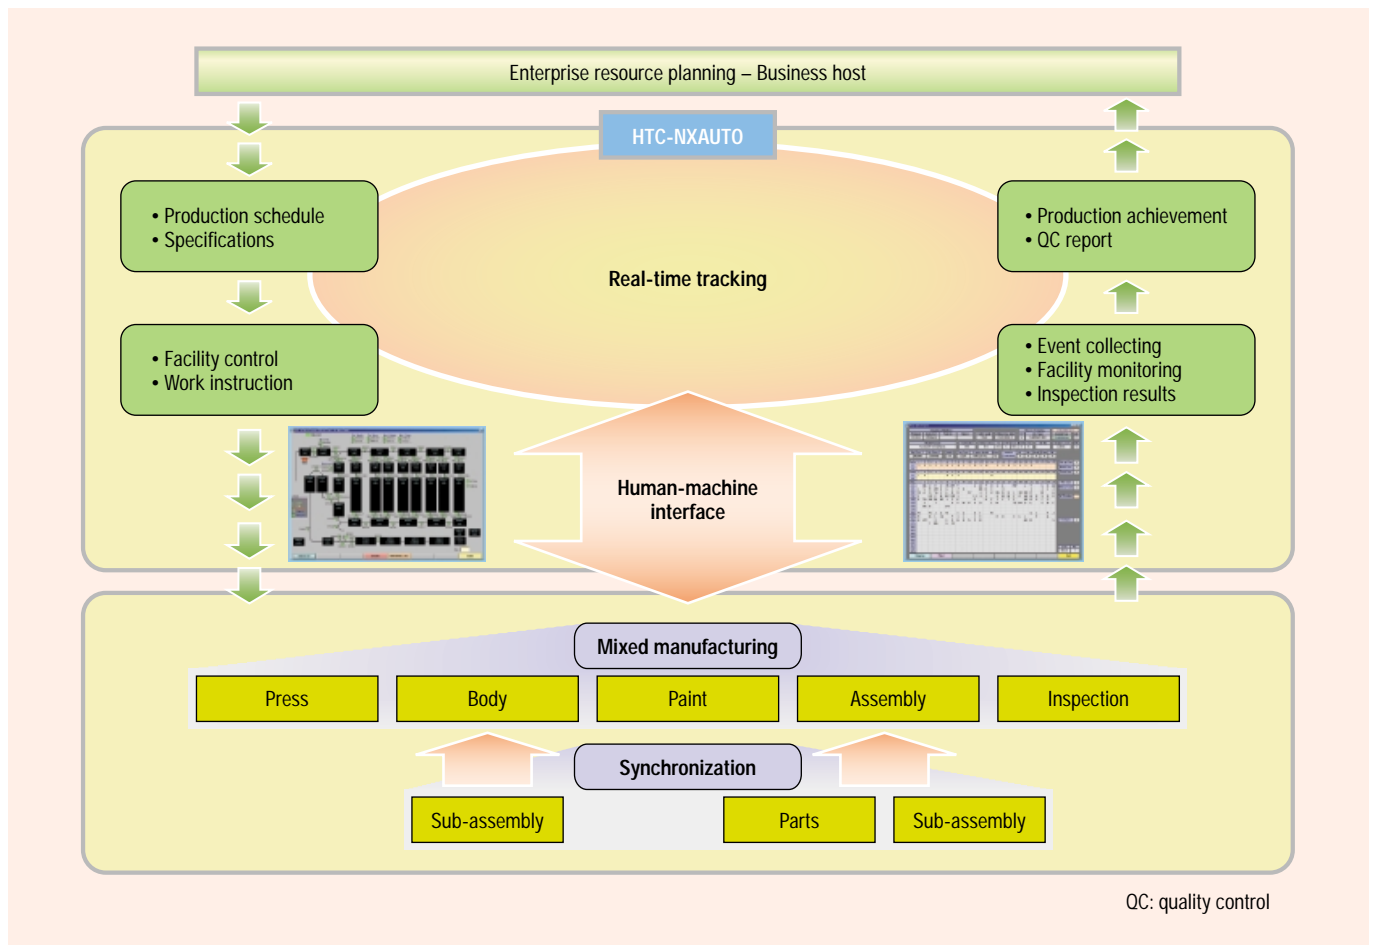 Enterprise resource planning – Business host
HTC-NXAUTO
• Production schedule
• Specifications
• Production achievement
• QC report
Real-time tracking
• Facility control
• Work instruction
• Event collecting
• Facility monitoring
• Inspection results
Human-machine
interface
Mixed manufacturing
Press
Body
Paint
Assembly
Inspection
Synchronization
Sub-assembly
Parts
Sub-assembly
QC: quality control